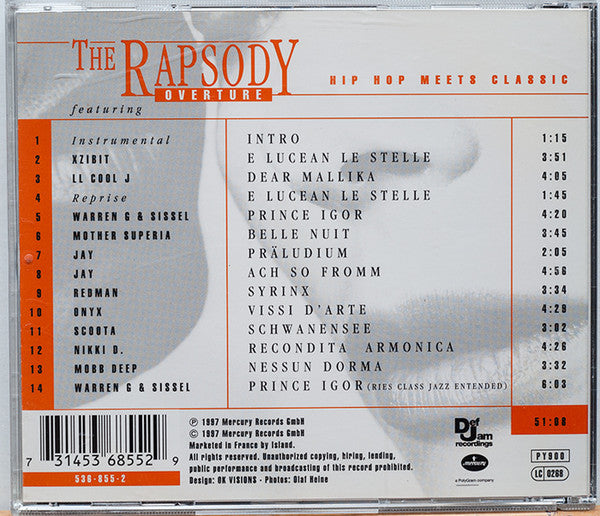 THE RAPSODY
OVERTURE
HIP HOP MEETS CLASSIC
featuring
1 Instrumental INTRO 1:15
2 XZIBIT E LUCEAN LE STELLE 3:51
3 LL COOL J DEAR MALLIKA 4:05
4 Reprise E LUCEAN LE STELLE 1:45
5 WARREN G & SISSEL PRINCE IGOR 4:20
6 MOTHER SUPERIA BELLE NUIT 3:45
7 JAY PRÄLUDIUM 2:05
8 JAY ACH SO FROMM 4:56
9 REDMAN SYRINX 3:34
10 ONYX VISSI D'ARTE 4:29
11 SCOOTA SCHWANENSEE 3:02
12 NIKKI D. RECONDITA ARMONICA 4:26
13 MOBB DEEP NESSUN DORMA 3:32
14 WARREN G & SISSEL PRINCE IGOR (RIES CLASS JAZZ ENTENDED) 6:03
51:08
7 31453 68552 9
536-855-2
℗ 1997 Mercury Records GmbH
© 1997 Mercury Records GmbH
Marketed in France by Island.
All rights reserved. Unauthorized copying, hiring, lending,
public performance and broadcasting of this record prohibited.
Design: OK VISIONS - Photos: Olaf Heine
Def Jam
recordings
mercury
a PolyGram company
PY900
LC 0268